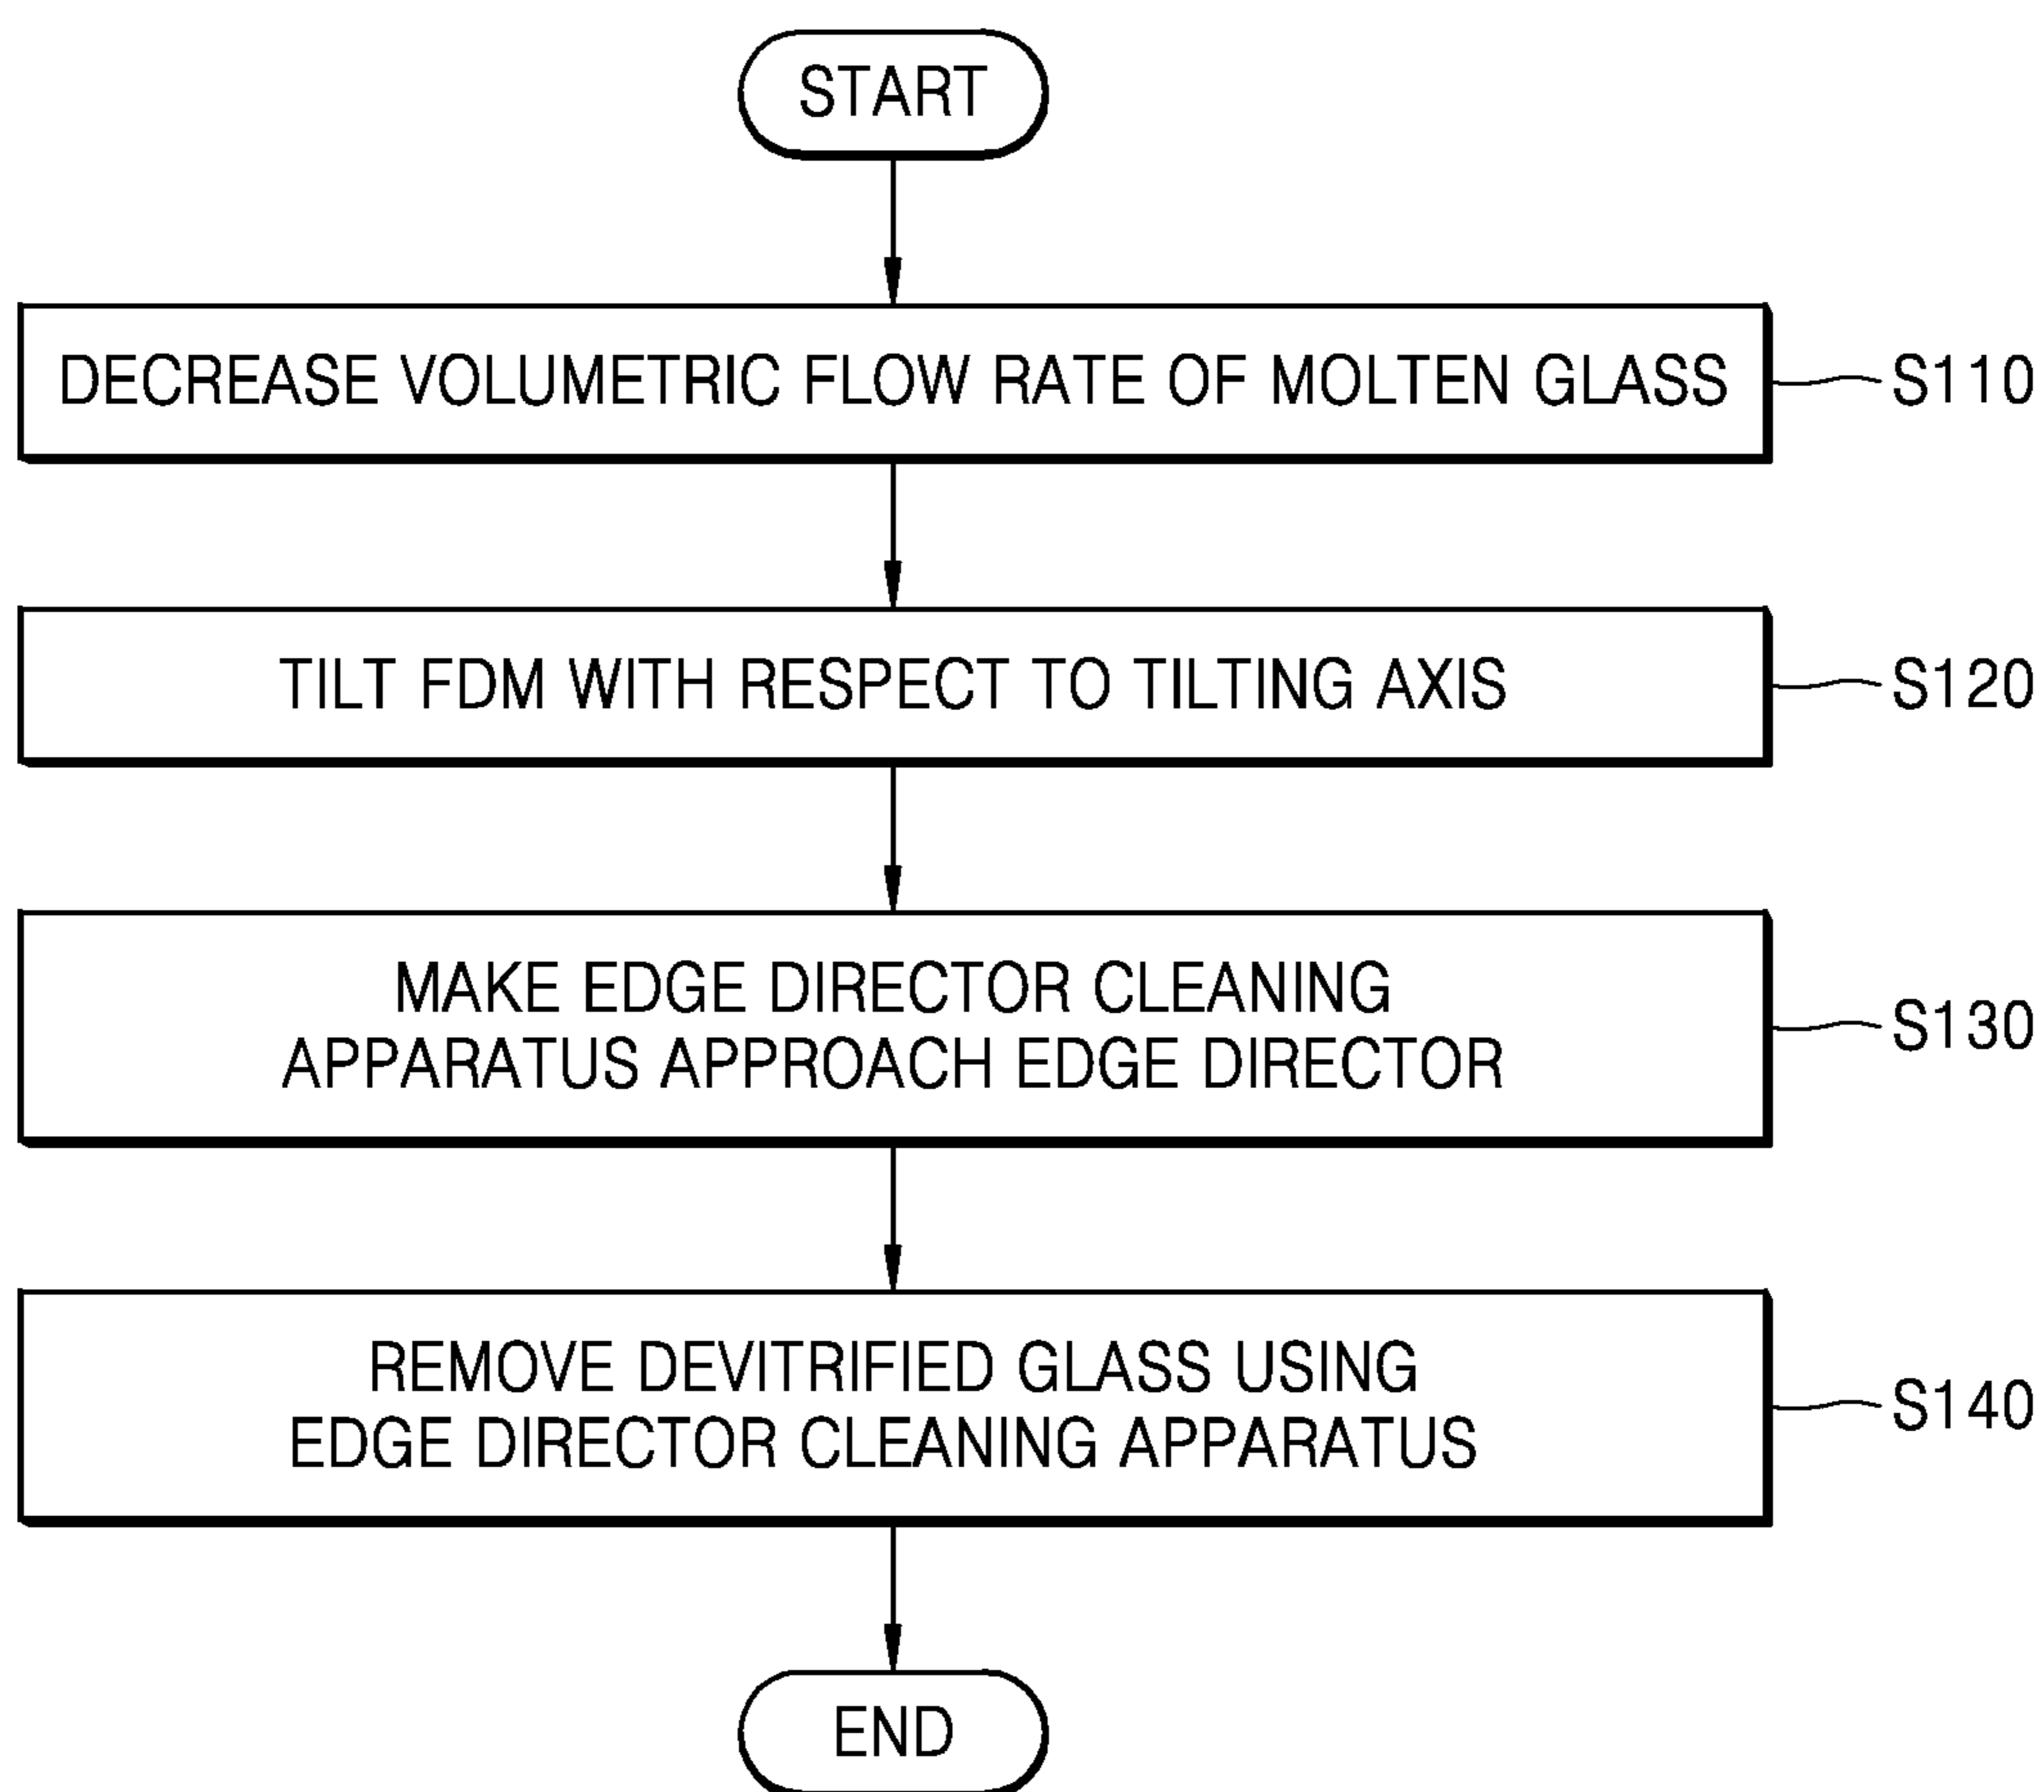 START
DECREASE VOLUMETRIC FLOW RATE OF MOLTEN GLASS
S110
TILT FDM WITH RESPECT TO TILTING AXIS
S120
MAKE EDGE DIRECTOR CLEANING
APPARATUS APPROACH EDGE DIRECTOR
S130
REMOVE DEVITRIFIED GLASS USING
EDGE DIRECTOR CLEANING APPARATUS
S140
END